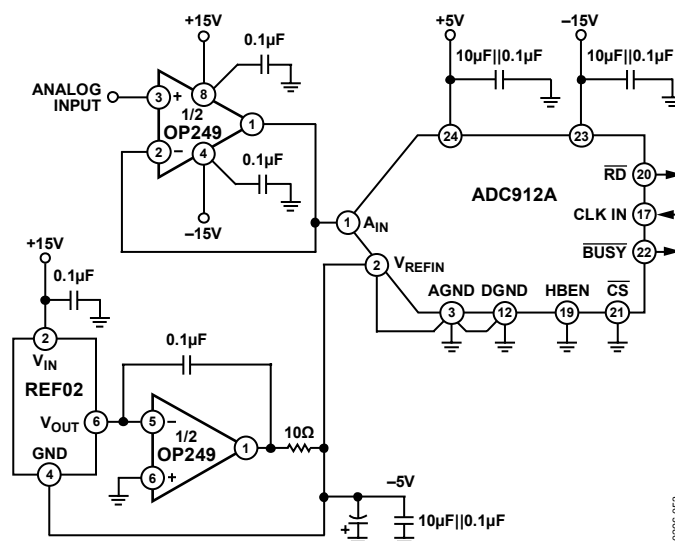 +15V
0.1µF
ANALOG
INPUT
3
+
8
1/2
OP249
1
2
−
4
0.1µF
−15V
+5V
10µF||0.1µF
−15V
10µF||0.1µF
24
23
ADC912A
RD
20
CLK IN
17
BUSY
22
1
AIN
2
VREFIN
AGND
3
DGND
12
HBEN
19
CS
21
+15V
0.1µF
2
VIN
REF02
VOUT
6
GND
4
0.1µF
5
−
1/2
OP249
6
+
1
10Ω
−5V
+
10µF||0.1µF